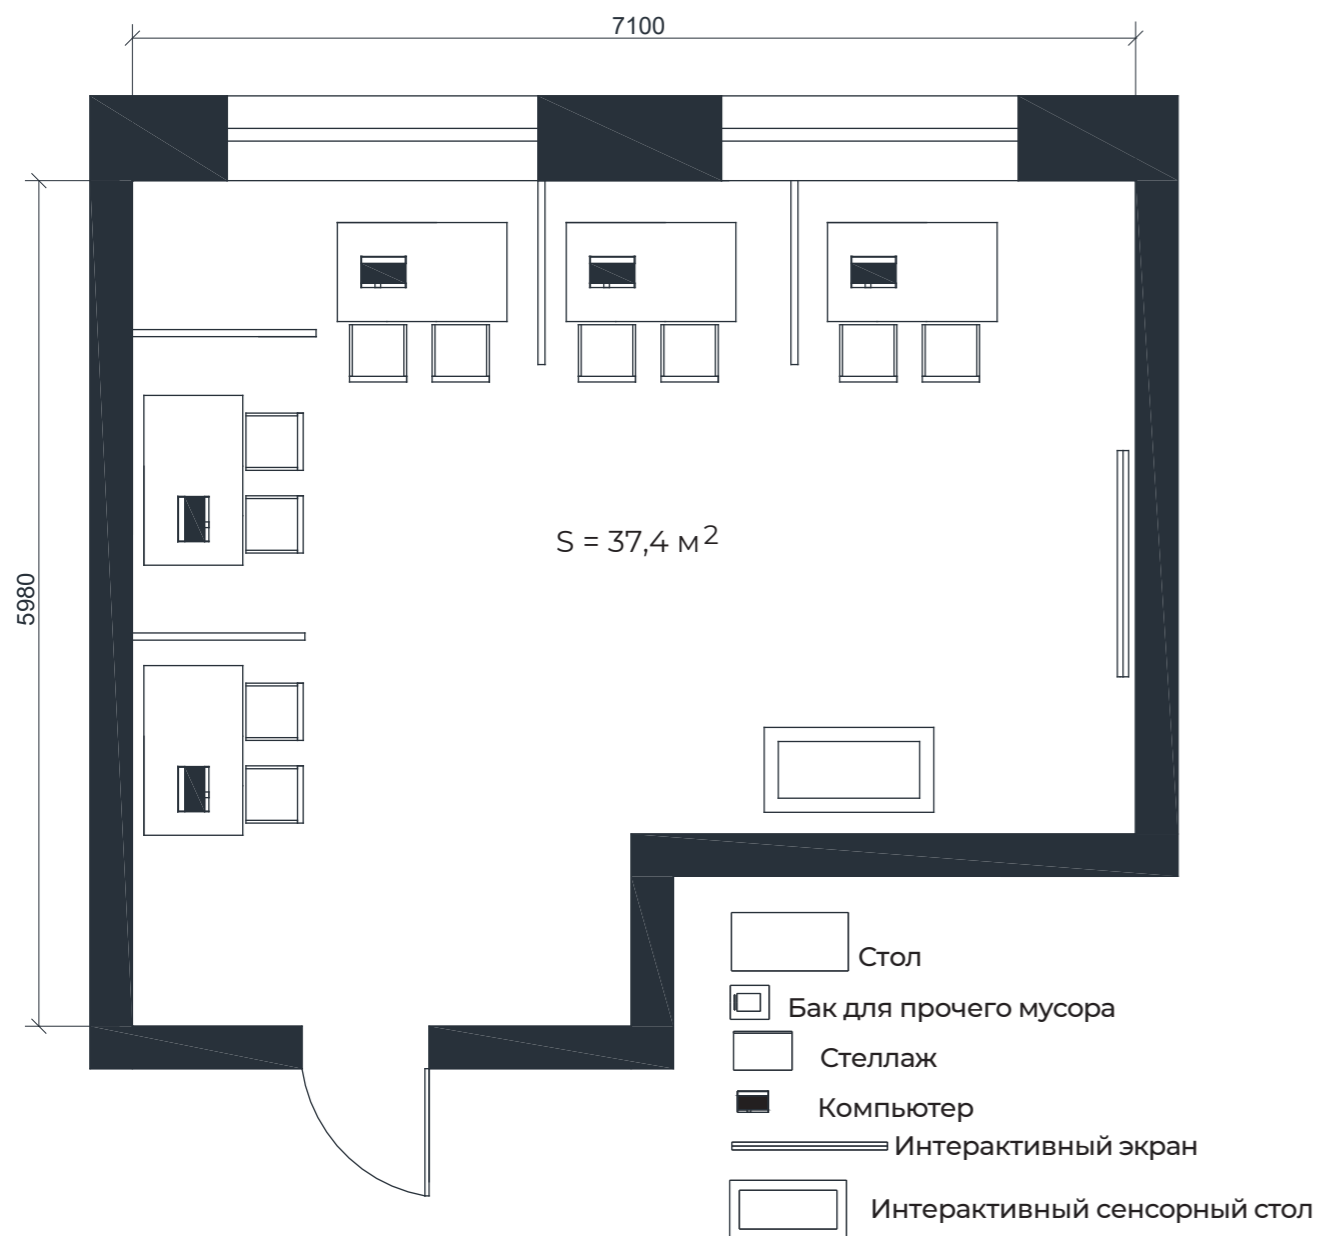 7100
5980
S = 37,4 м2
Стол
Бак для прочего мусора
Стеллаж
Компьютер
Интерактивный экран
Интерактивный сенсорный стол